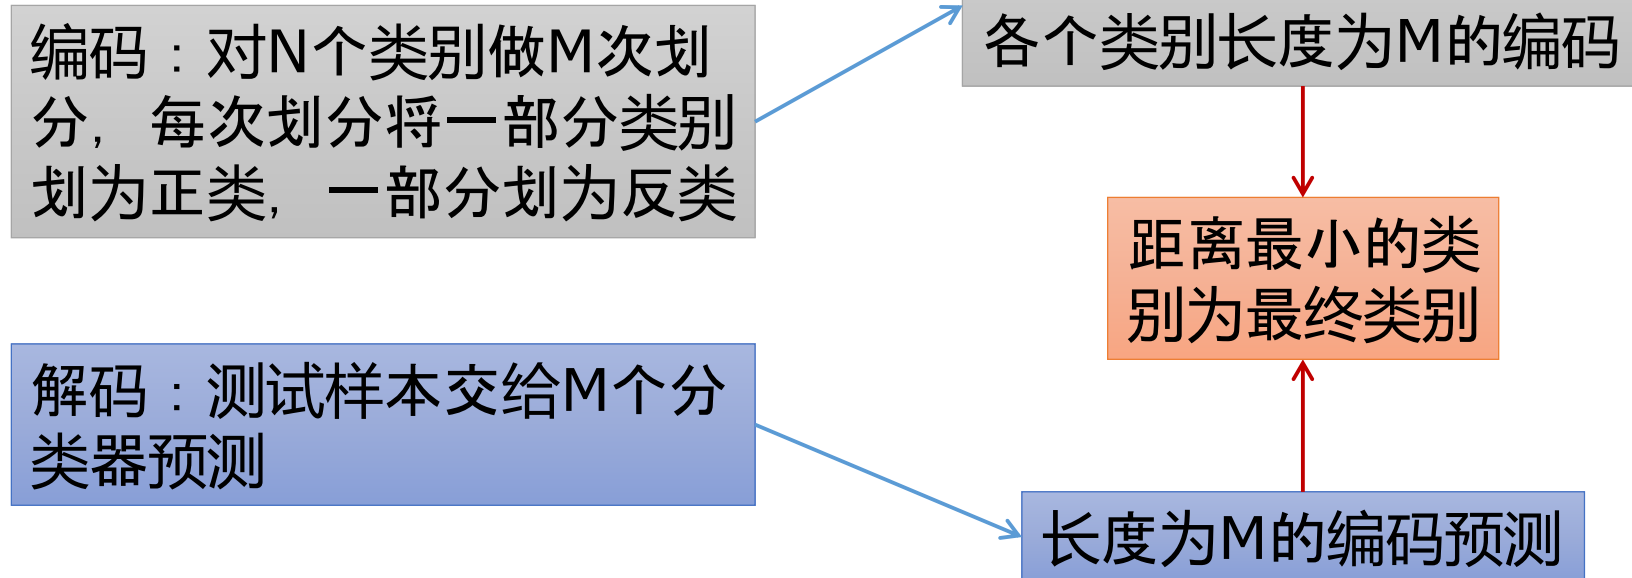 编码：对N个类别做M次划
分，每次划分将一部分类别
划为正类，一部分划为反类
各个类别长度为M的编码
距离最小的类
别为最终类别
解码：测试样本交给M个分
类器预测
长度为M的编码预测